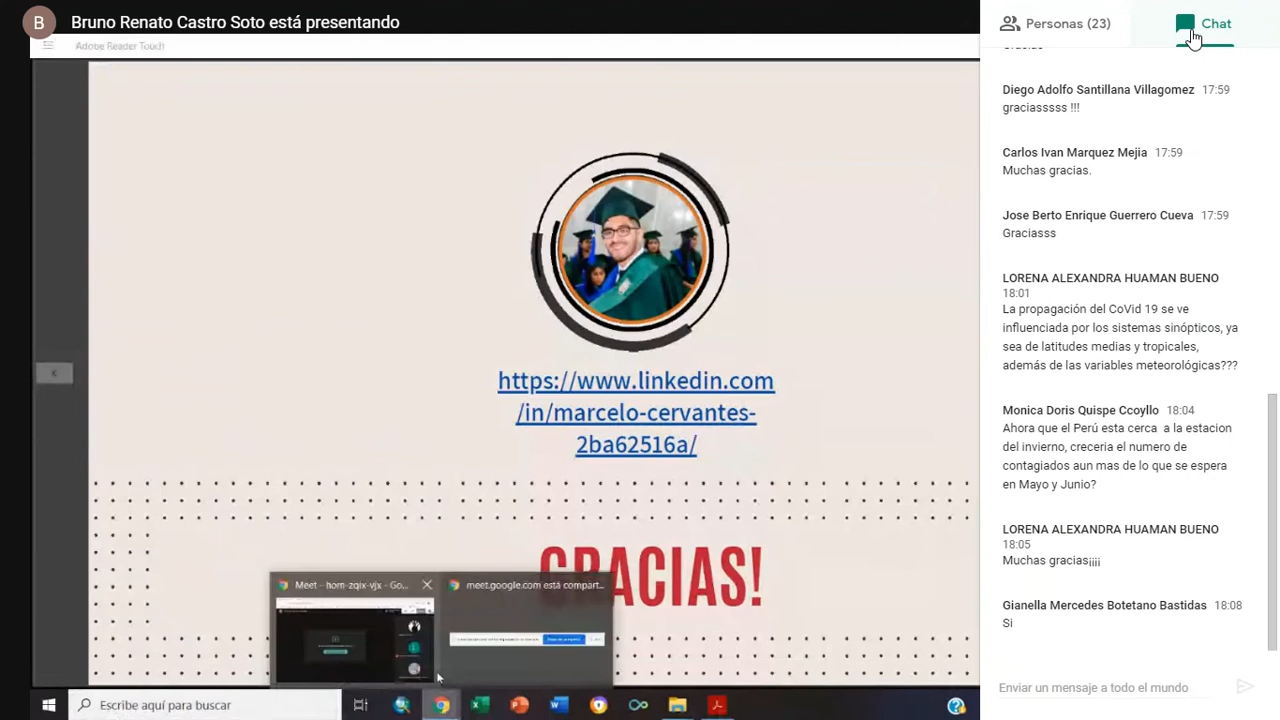 B Bruno Renato Castro Soto está presentando
Personas (23)
Chat
Adobe Reader Touch
https://www.linkedin.com
/in/marcelo-cervantes-
2ba62516a/
GRACIAS!
Meet – hom-zqix-vjx - Go...
meet.google.com está compart...
Escribe aquí para buscar
Diego Adolfo Santillana Villagomez 17:59
graciasssss !!!
Carlos Ivan Marquez Mejia 17:59
Muchas gracias.
Jose Berto Enrique Guerrero Cueva 17:59
Graciasss
LORENA ALEXANDRA HUAMAN BUENO
18:01
La propagación del CoVid 19 se ve
influenciada por los sistemas sinópticos, ya
sea de latitudes medias y tropicales,
además de las variables meteorológicas???
Monica Doris Quispe Ccoyllo 18:04
Ahora que el Perú esta cerca a la estacion
del invierno, creceria el numero de
contagiados aun mas de lo que se espera
en Mayo y Junio?
LORENA ALEXANDRA HUAMAN BUENO
18:05
Muchas gracias¡¡¡¡
Gianella Mercedes Botetano Bastidas 18:08
Si
Enviar un mensaje a todo el mundo